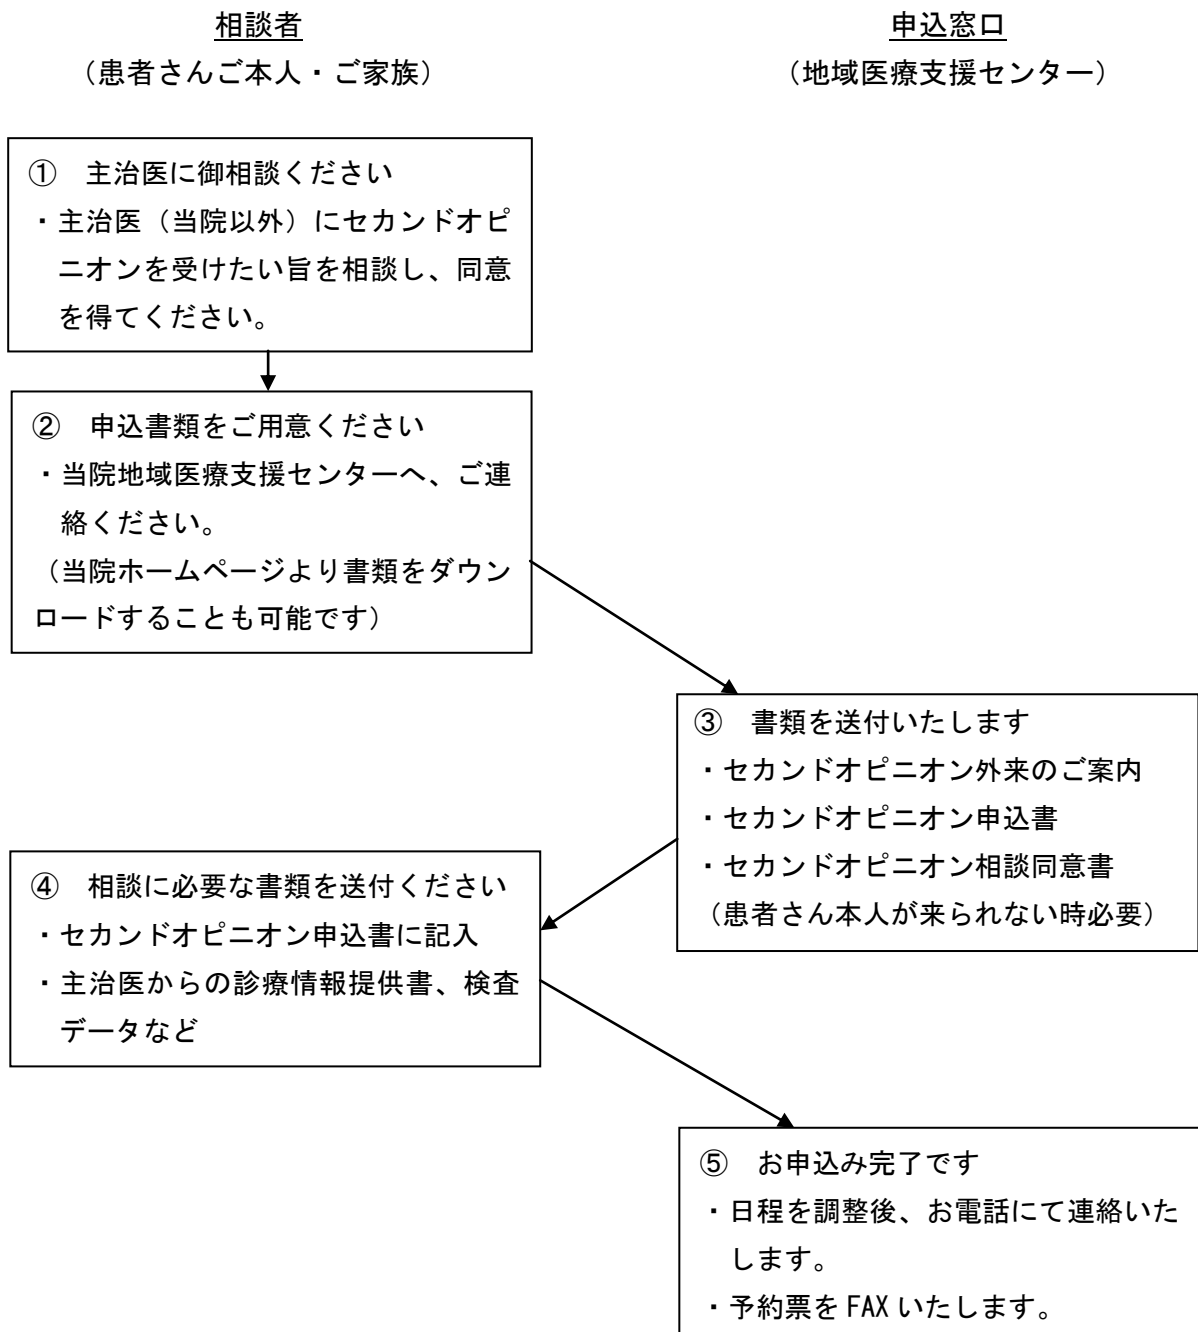 相談者
（患者さんご本人・ご家族）
申込窓口
（地域医療支援センター）
①　主治医に御相談ください
・主治医（当院以外）にセカンドオピ
ニオンを受けたい旨を相談し、同意
を得てください。
②　申込書類をご用意ください
・当院地域医療支援センターへ、ご連
絡ください。
（当院ホームページより書類をダウン
ロードすることも可能です）
③　書類を送付いたします
・セカンドオピニオン外来のご案内
・セカンドオピニオン申込書
・セカンドオピニオン相談同意書
（患者さん本人が来られない時必要）
④　相談に必要な書類を送付ください
・セカンドオピニオン申込書に記入
・主治医からの診療情報提供書、検査
データなど
⑤　お申込み完了です
・日程を調整後、お電話にて連絡いた
します。
・予約票を FAX いたします。